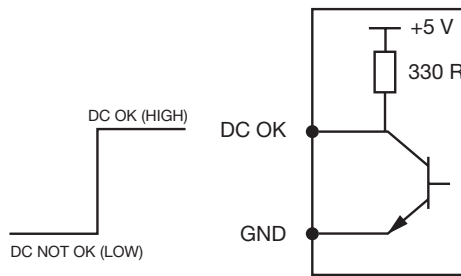 +5 V
330 R
DC OK (HIGH)
DC OK
GND
DC NOT OK (LOW)